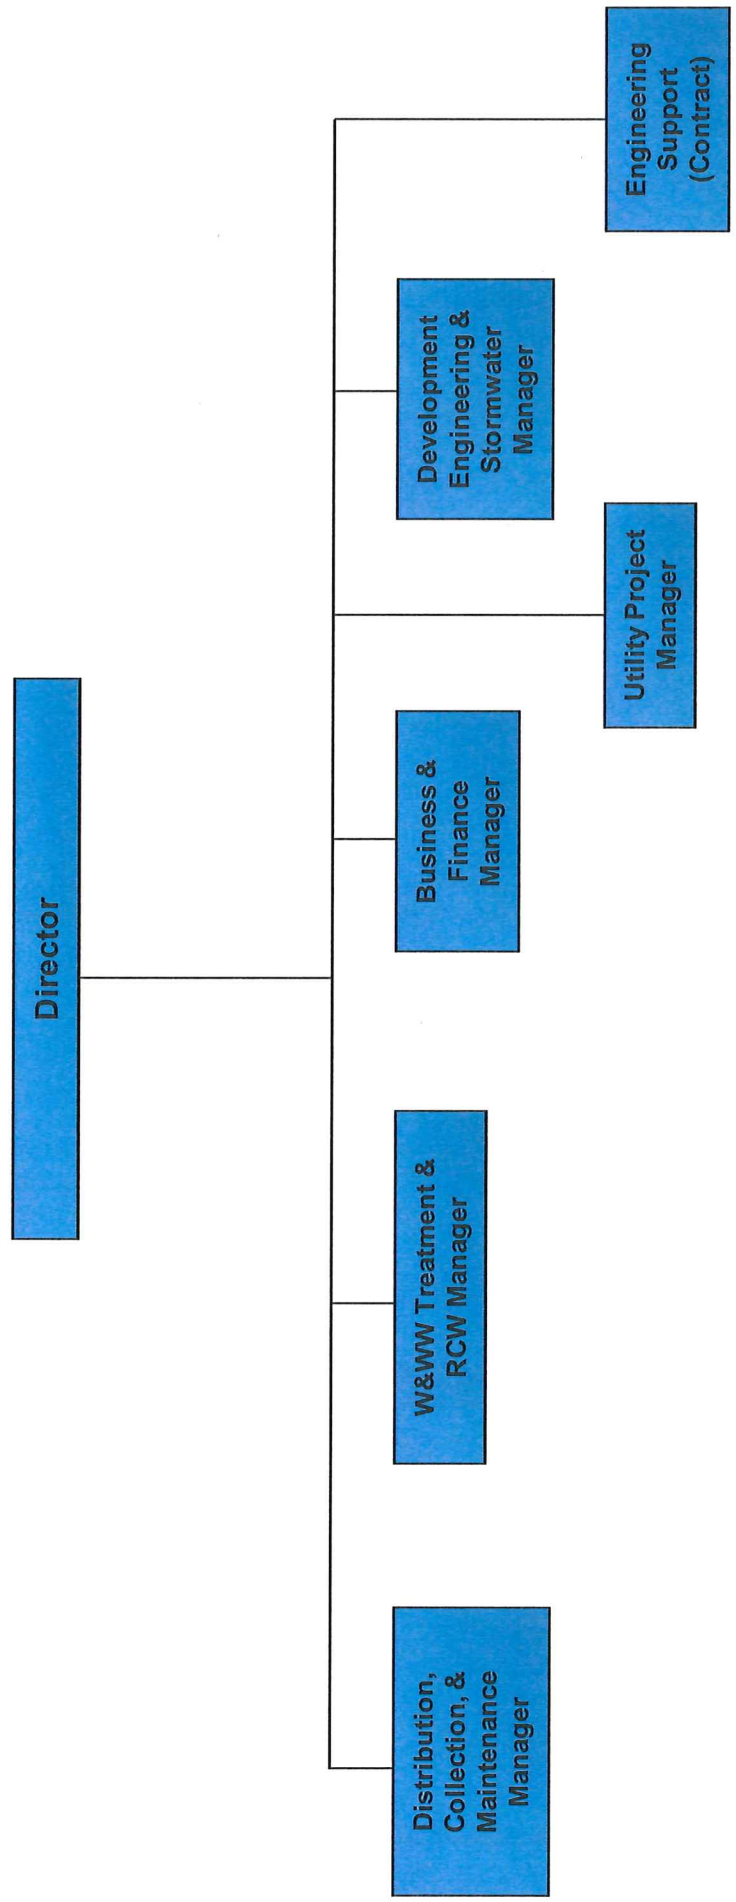 Director
Distribution,
Collection, &
Maintenance
Manager
W&WW Treatment &
RCW Manager
Business &
Finance
Manager
Utility Project
Manager
Development
Engineering &
Stormwater
Manager
Engineering
Support
(Contract)